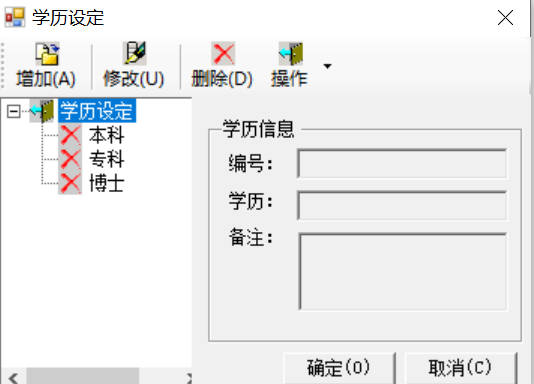 学历设定
增加(A) 修改(U) 删除(D) 操作
学历设定
本科
专科
博士
学历信息
编号:
学历:
备注:
确定(O) 取消(C)